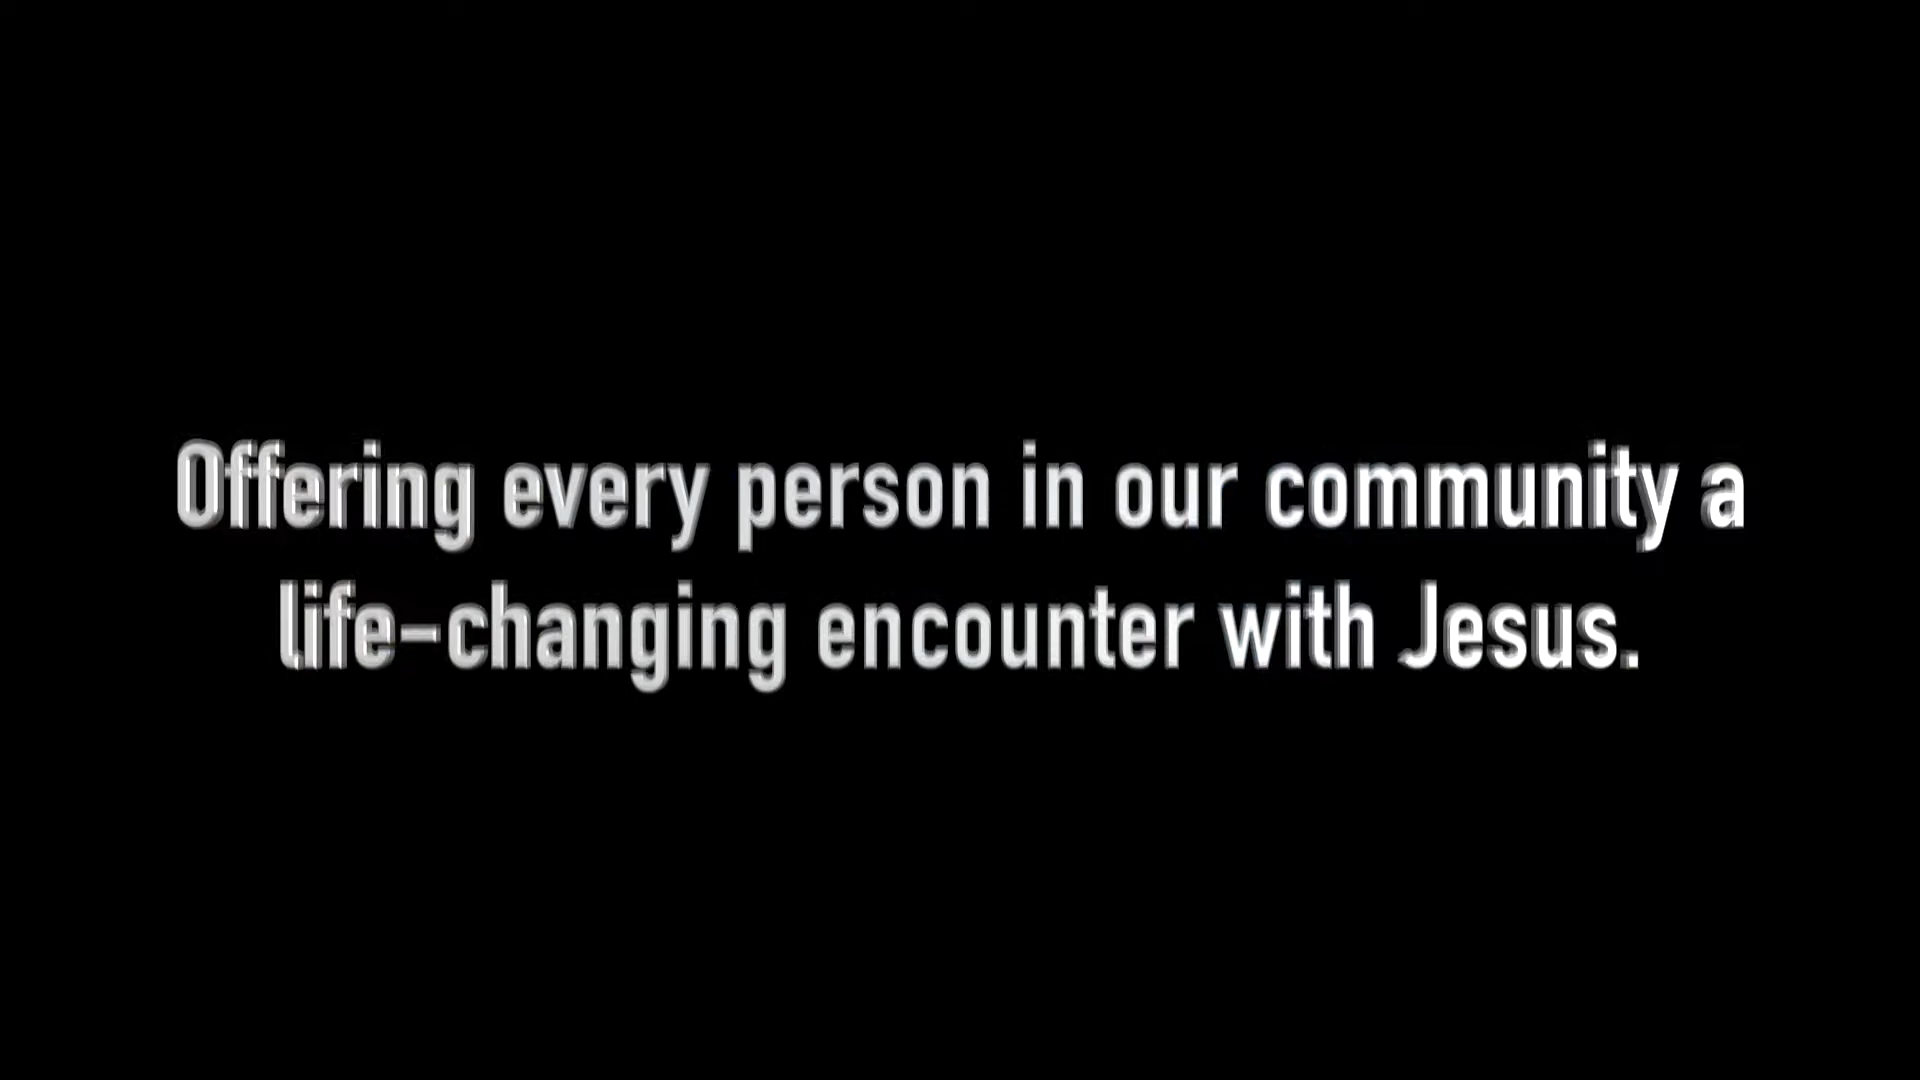 Offering every person in our community a
life-changing encounter with Jesus.